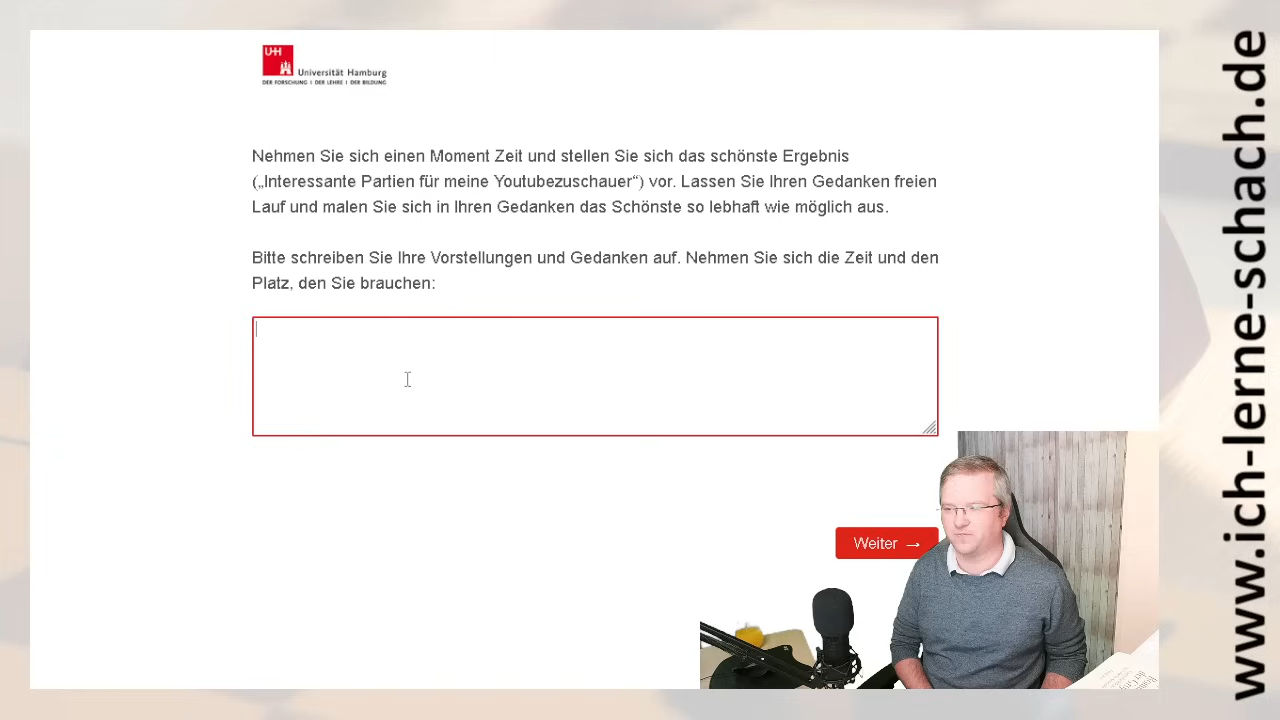 UHH
Universität Hamburg
DER FORSCHUNG | DER LEHRE | DER BILDUNG
Nehmen Sie sich einen Moment Zeit und stellen Sie sich das schönste Ergebnis
(„Interessante Partien für meine Youtubezuschauer“) vor. Lassen Sie Ihren Gedanken freien
Lauf und malen Sie sich in Ihren Gedanken das Schönste so lebhaft wie möglich aus.
Bitte schreiben Sie Ihre Vorstellungen und Gedanken auf. Nehmen Sie sich die Zeit und den
Platz, den Sie brauchen:
Weiter →
www.ich-lerne-schach.de